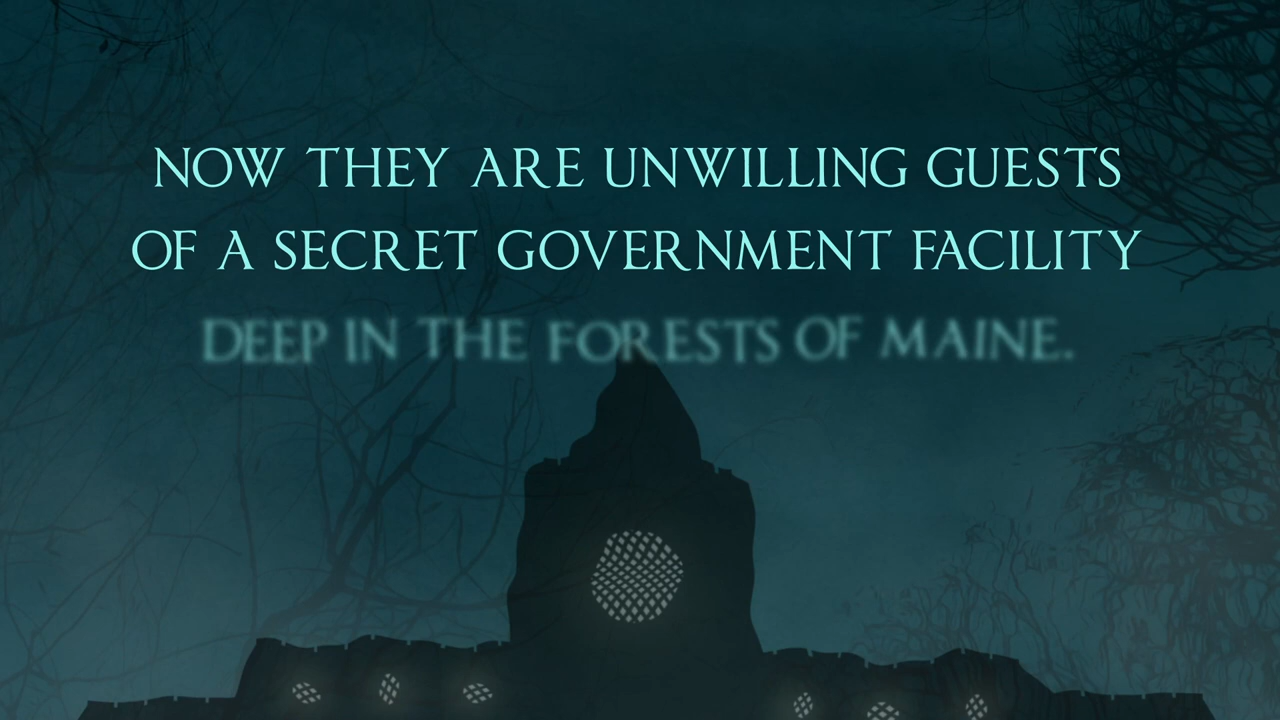 NOW THEY ARE UNWILLING GUESTS
OF A SECRET GOVERNMENT FACILITY
DEEP IN THE FORESTS OF MAINE.